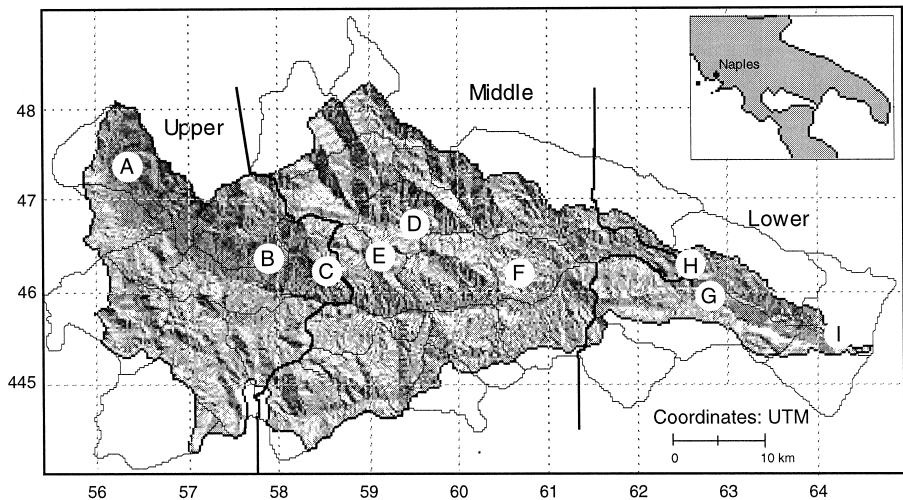 Naples
Middle
48
Upper
A
47
Lower
D
B
C
E
F
H
46
G
I
445
Coordinates: UTM
0
10 km
56
57
58
59
60
61
62
63
64